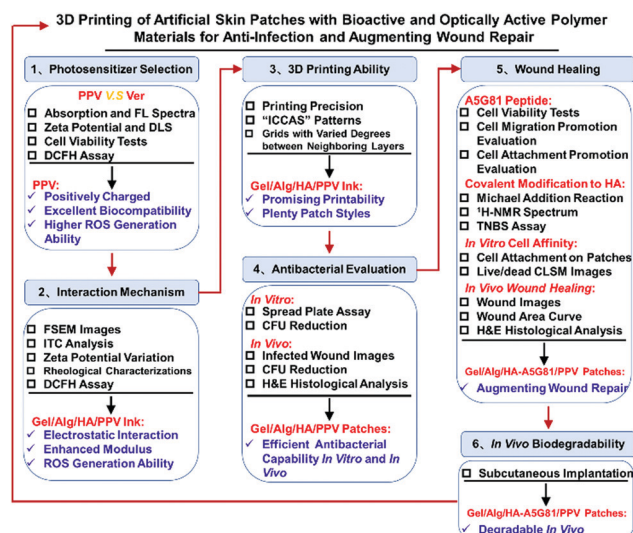 3D Printing of Artificial Skin Patches with Bioactive and Optically Active Polymer
Materials for Anti-Infection and Augmenting Wound Repair
1、Photosensitizer Selection
PPV V.S Ver
Absorption and FL Spectra
Zeta Potential and DLS
Cell Viability Tests
DCFH Assay
PPV:
✓ Positively Charged
✓ Excellent Biocompatibility
✓ Higher ROS Generation
Ability
2、Interaction Mechanism
FSEM Images
ITC Analysis
Zeta Potential Variation
Rheological Characterizations
DCFH Assay
Gel/Alg/HA/PPV Ink:
✓ Electrostatic Interaction
✓ Enhanced Modulus
✓ ROS Generation Ability
3、3D Printing Ability
Printing Precision
“ICCAS” Patterns
Grids with Varied Degrees
between Neighboring Layers
Gel/Alg/HA/PPV Ink:
✓ Promising Printability
✓ Plenty Patch Styles
4、Antibacterial Evaluation
In Vitro:
Spread Plate Assay
CFU Reduction
In Vivo:
Infected Wound Images
CFU Reduction
H&E Histological Analysis
Gel/Alg/HA/PPV Patches:
✓ Efficient Antibacterial
Capability In Vitro and In
Vivo
5、Wound Healing
A5G81 Peptide:
Cell Viability Tests
Cell Migration Promotion
Evaluation
Cell Attachment Promotion
Evaluation
Covalent Modification to HA:
Michael Addition Reaction
¹H-NMR Spectrum
TNBS Assay
In Vitro Cell Affinity:
Cell Attachment on Patches
Live/dead CLSM Images
In Vivo Wound Healing:
Wound Images
Wound Area Curve
H&E Histological Analysis
Gel/Alg/HA-A5G81/PPV Patches:
✓ Augmenting Wound Repair
6、In Vivo Biodegradability
Subcutaneous Implantation
Gel/Alg/HA-A5G81/PPV Patches:
✓ Degradable In Vivo